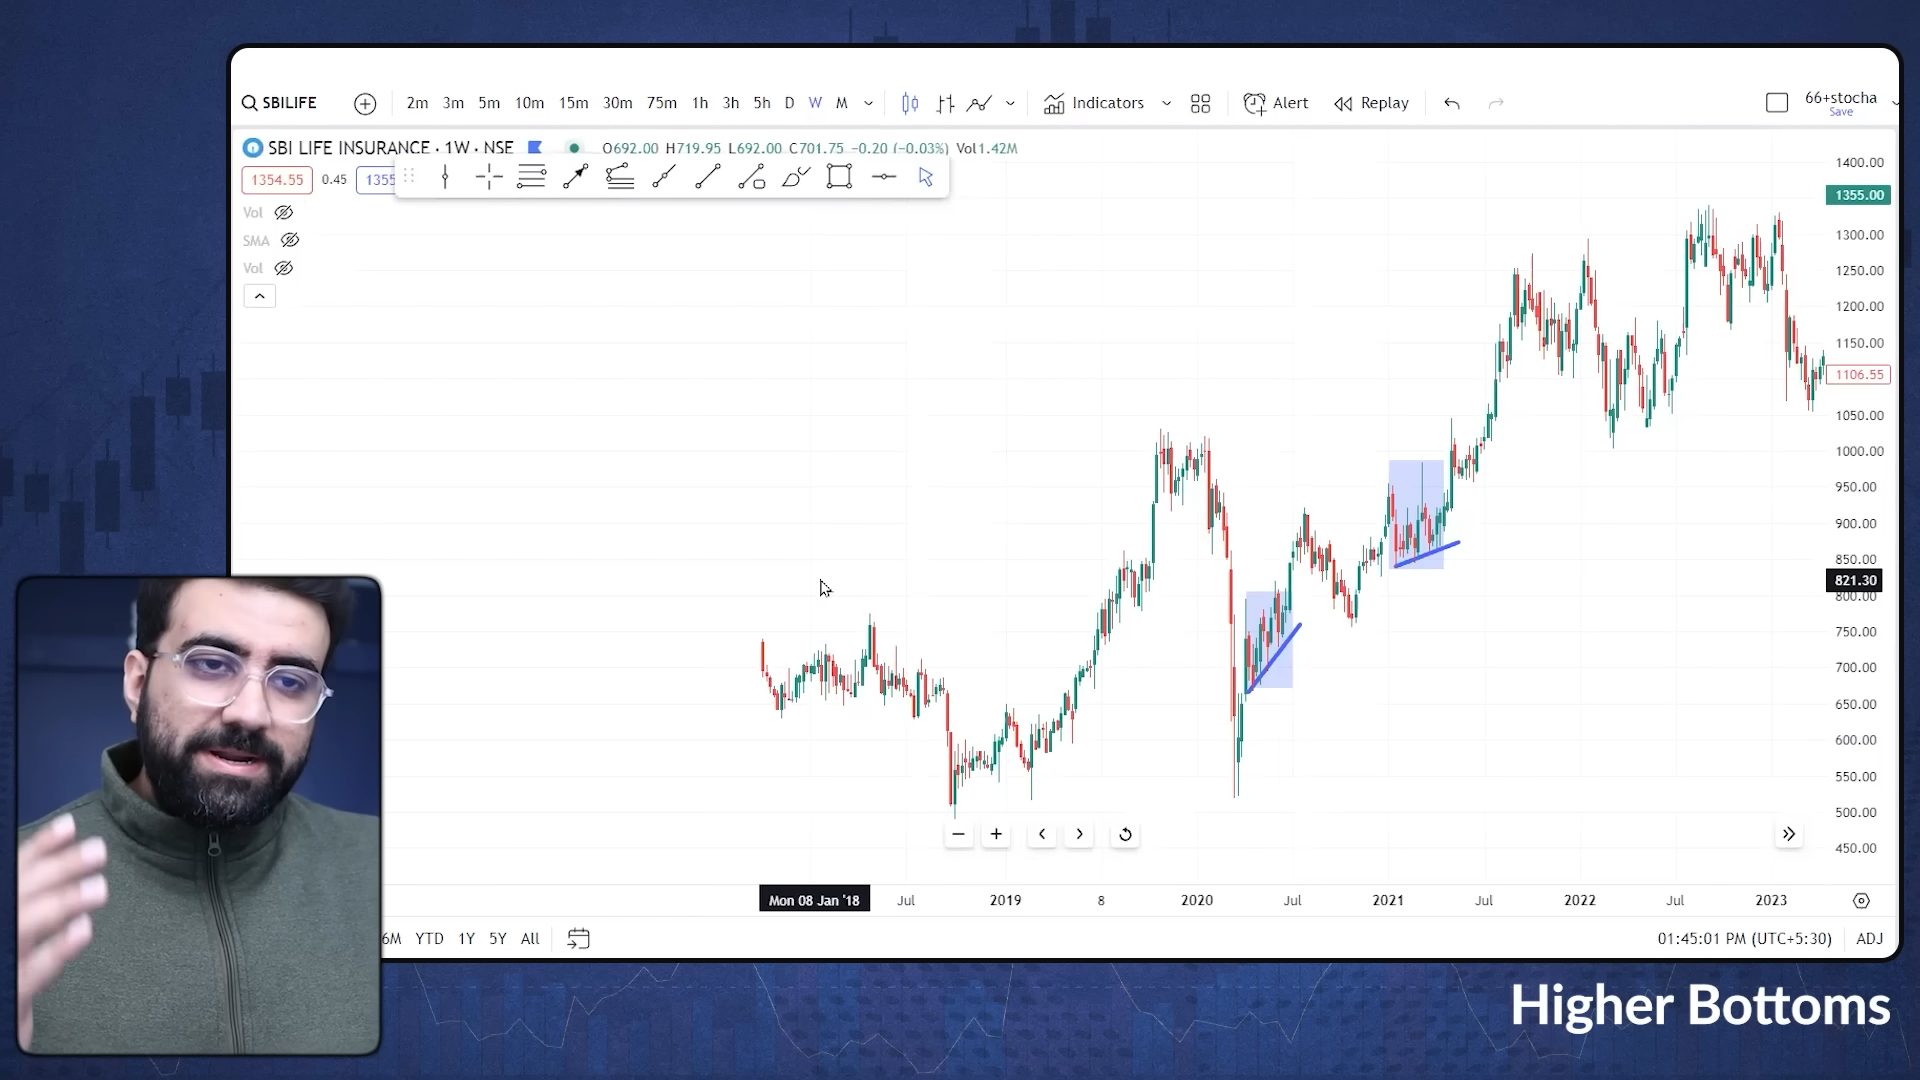 SBILIFE 2m 3m 5m 10m 15m 30m 75m 1h 3h 5h D W M Indicators Alert Replay 66+stocha
Save
SBI LIFE INSURANCE · 1W · NSE O692.00 H719.95 L692.00 C701.75 −0.20 (−0.03%) Vol1.42M
1354.55 0.45 1355
Vol
SMA
Vol
1400.00
1355.00
1300.00
1250.00
1200.00
1150.00
1106.55
1050.00
1000.00
950.00
900.00
850.00
821.30
800.00
750.00
700.00
650.00
600.00
550.00
500.00
450.00
Mon 08 Jan '18 Jul 2019 8 2020 Jul 2021 Jul 2022 Jul 2023
6M YTD 1Y 5Y All 01:45:01 PM (UTC+5:30) ADJ
Higher Bottoms